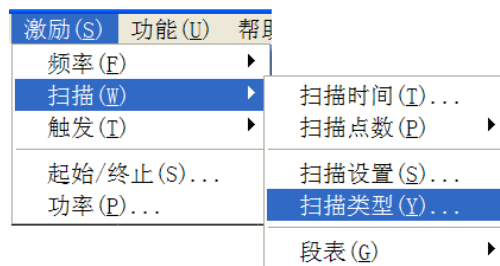 激励(S) 功能(U) 帮助
频率(F)
扫描(W)
触发(T)
起始/终止(S)...
功率(P)...
扫描时间(T)...
扫描点数(P)
扫描设置(S)...
扫描类型(Y)...
段表(G)